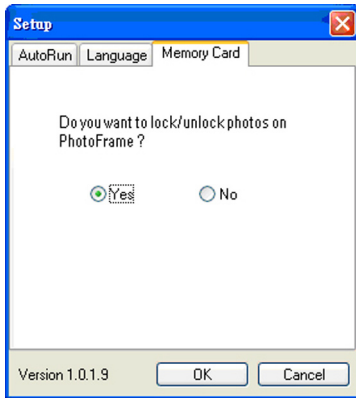 Setup
AutoRun Language Memory Card
Do you want to lock/unlock photos on
PhotoFrame ?
Yes No
Version 1.0.1.9 OK Cancel